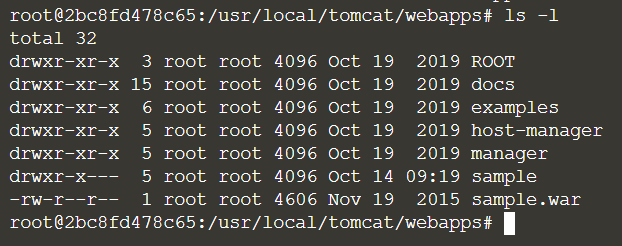 root@2bc8fd478c65:/usr/local/tomcat/webapps# ls -l
total 32
drwxr-xr-x  3 root root 4096 Oct 19  2019 ROOT
drwxr-xr-x 15 root root 4096 Oct 19  2019 docs
drwxr-xr-x  6 root root 4096 Oct 19  2019 examples
drwxr-xr-x  5 root root 4096 Oct 19  2019 host-manager
drwxr-xr-x  5 root root 4096 Oct 19  2019 manager
drwxr-x---  5 root root 4096 Oct 14 09:19 sample
-rw-r--r--  1 root root 4606 Nov 19  2015 sample.war
root@2bc8fd478c65:/usr/local/tomcat/webapps#